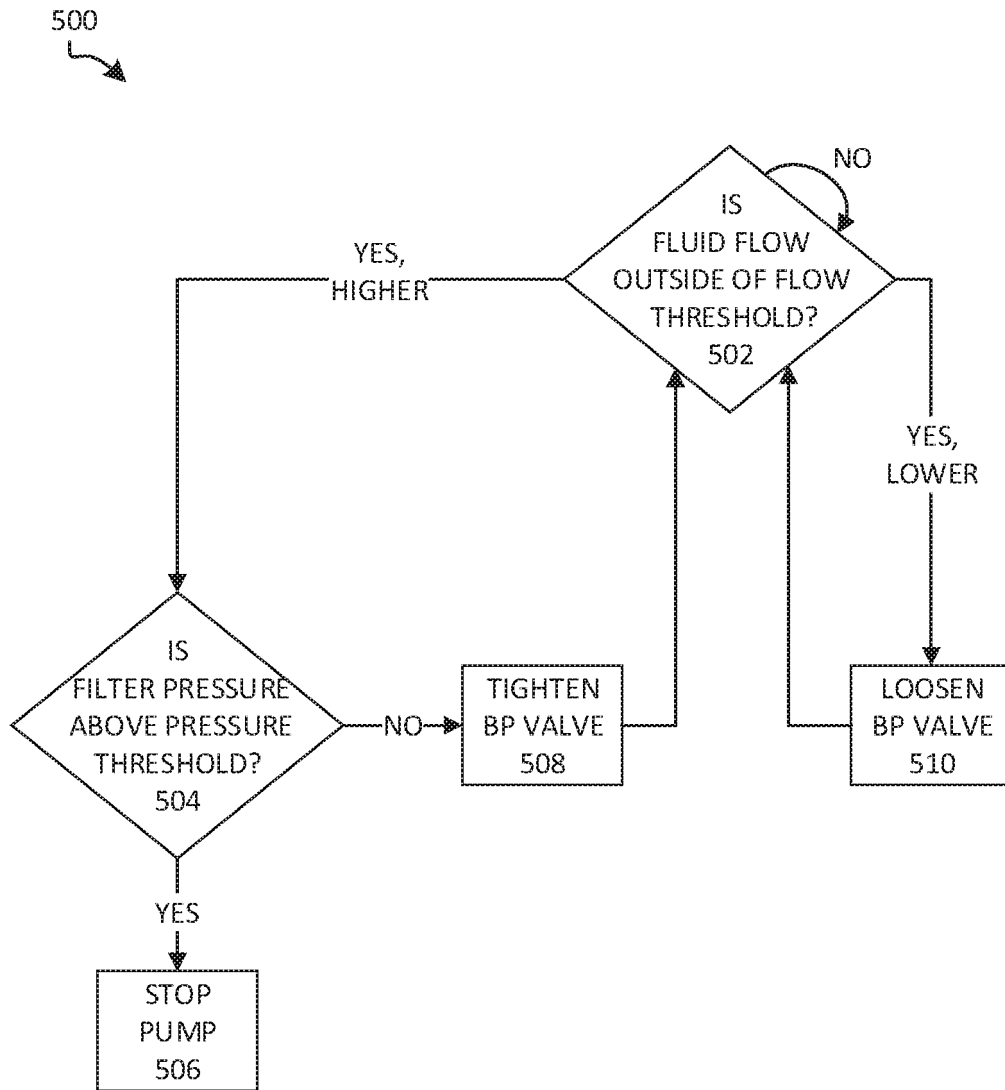 500
NO
IS
FLUID FLOW
OUTSIDE OF FLOW
THRESHOLD?
502
YES,
HIGHER
YES,
LOWER
IS
FILTER PRESSURE
ABOVE PRESSURE
THRESHOLD?
504
NO
TIGHTEN
BP VALVE
508
LOOSEN
BP VALVE
510
YES
STOP
PUMP
506